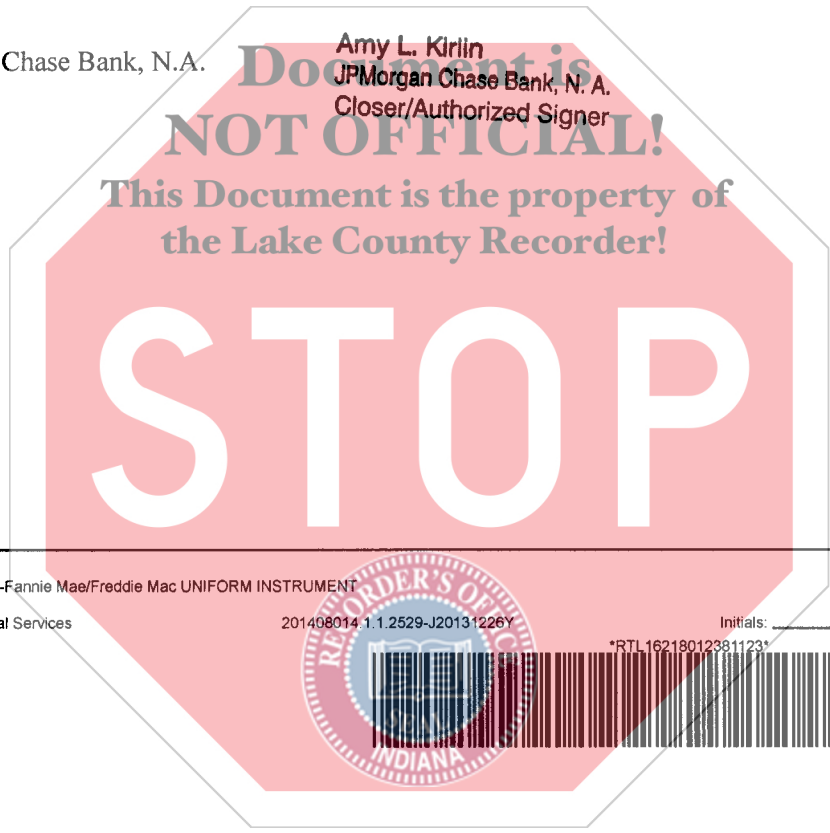 Chase Bank, N.A.
Amy L. Kirlin
JPMorgan Chase Bank, N. A.
Closer/Authorized Signer
Document is
NOT OFFICIAL!
This Document is the property of
the Lake County Recorder!
STOP
-Fannie Mae/Freddie Mac UNIFORM INSTRUMENT
al Services
201408014.1.1.2529-J20131226Y
Initials:
*RTL16218012381123*
RECORDER'S OFFICE
SEAL
INDIANA